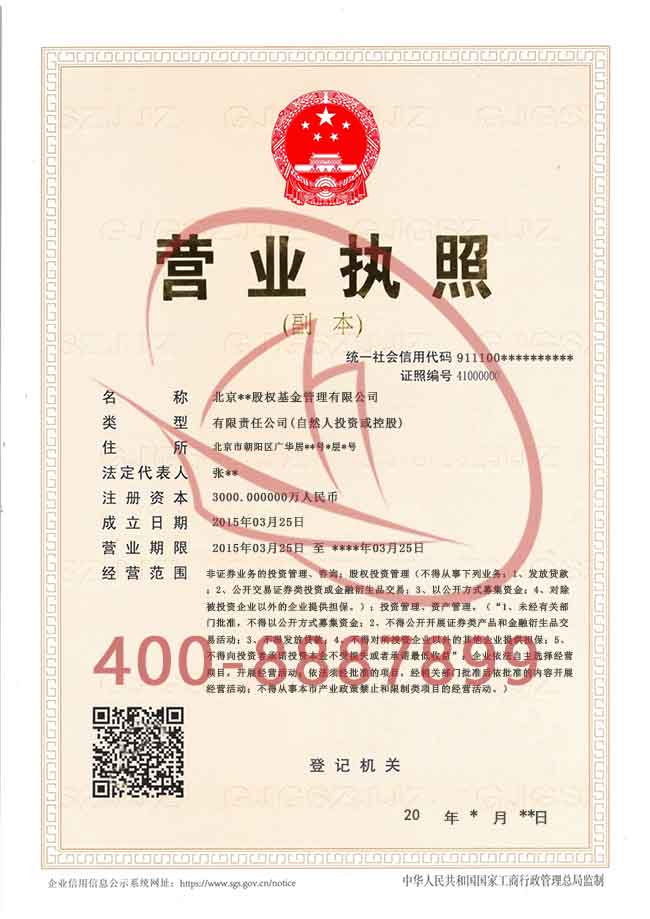 营业执照
(副 本)
统一社会信用代码 911100**********
证照编号 41000000
名 称 北京**股权基金管理有限公司
类 型 有限责任公司(自然人投资或控股)
住 所 北京市朝阳区广华居**号*层*号
法定代表人 张**
注册资本 3000.000000万人民币
成立日期 2015年03月25日
营业期限 2015年03月25日 至 ****年03月25日
经营范围 非证券业务的投资管理、咨询；股权投资管理（不得从事下列业务：1、发放贷款
；2、公开交易证券类投资或金融衍生品交易；3、以公开方式募集资金；4、对除
被投资企业以外的企业提供担保。）；投资管理、资产管理。（“1、未经有关部
门批准，不得以公开方式募集资金；2、不得公开开展证券类产品和金融衍生品交
易活动；3、不得发放贷款；4、不得对所投资企业以外的其他企业提供担保；5、
不得向投资者承诺投资本金不受损失或者承诺最低收益”；企业依法自主选择经营
项目，开展经营活动；依法须经批准的项目，经相关部门批准后依批准的内容开展
经营活动；不得从事本市产业政策禁止和限制类项目的经营活动。）
400-8887899
登记机关
20 年 * 月 **日
企业信用信息公示系统网址：https://www.sgs.gov.cn/notice
中华人民共和国国家工商行政管理总局监制